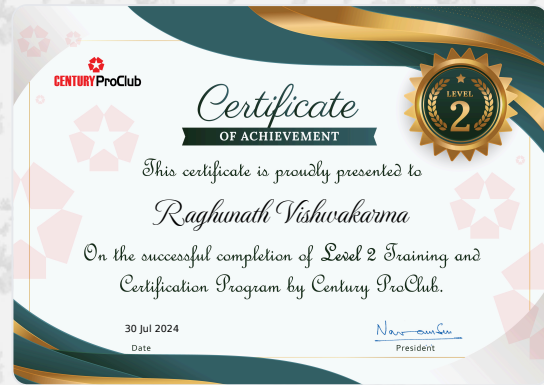 CENTURY ProClub
Certificate
OF ACHIEVEMENT
LEVEL
2
This certificate is proudly presented to
Raghunath Vishwakarma
On the successful completion of Level 2 Training and
Certification Program by Century ProClub.
30 Jul 2024
Date
President